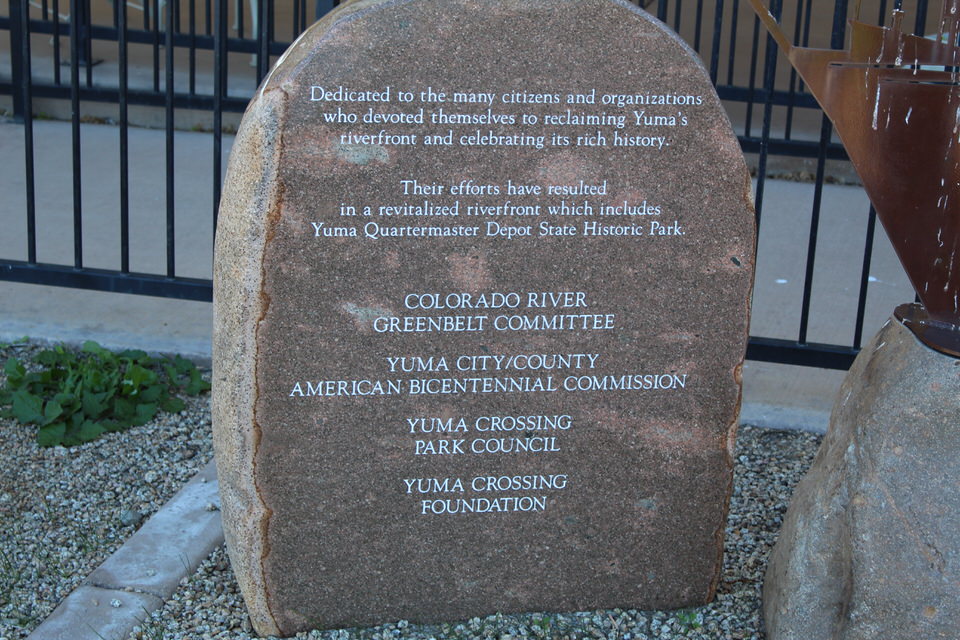 Dedicated to the many citizens and organizations
who devoted themselves to reclaiming Yuma's
riverfront and celebrating its rich history.
Their efforts have resulted
in a revitalized riverfront which includes
Yuma Quartermaster Depot State Historic Park.
COLORADO RIVER
GREENBELT COMMITTEE
YUMA CITY/COUNTY
AMERICAN BICENTENNIAL COMMISSION
YUMA CROSSING
PARK COUNCIL
YUMA CROSSING
FOUNDATION